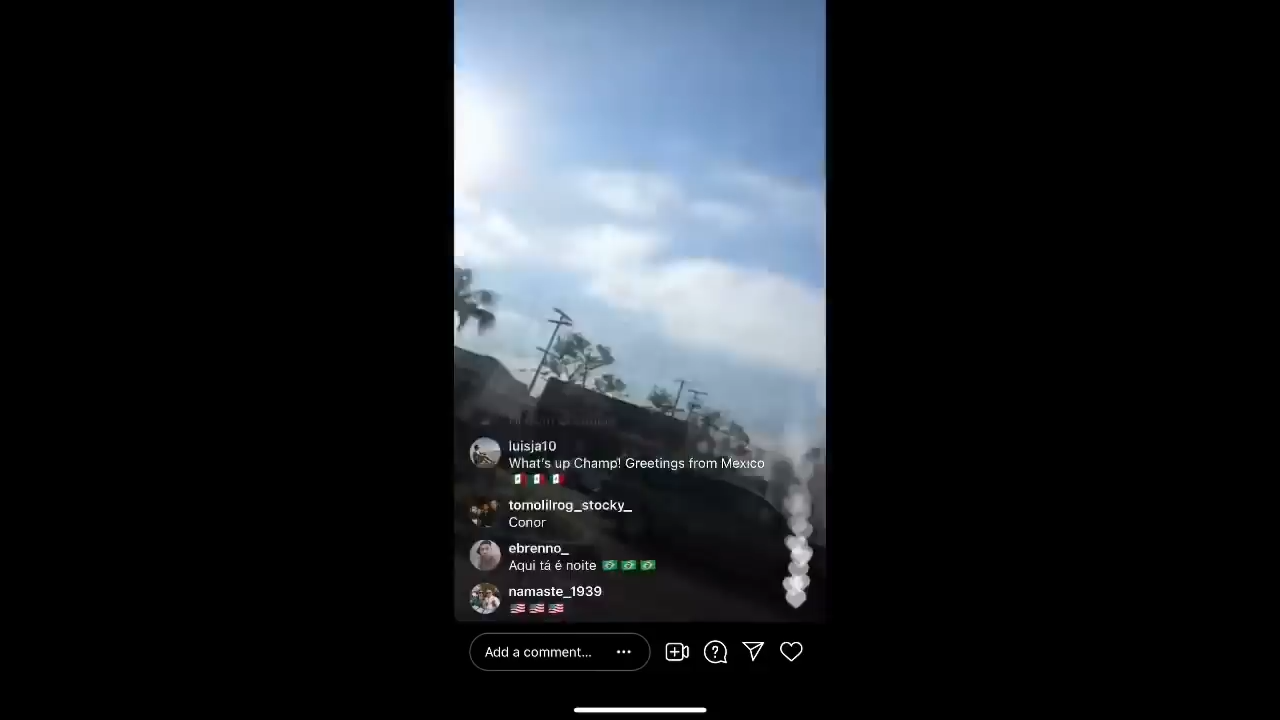 luisja10
What's up Champ! Greetings from Mexico
🇲🇽 🇲🇽 🇲🇽
tomolilrog_stocky_
Conor
ebrenno_
Aqui tá é noite 🇧🇷 🇧🇷 🇧🇷
namaste_1939
🇺🇸 🇺🇸 🇺🇸
Add a comment...